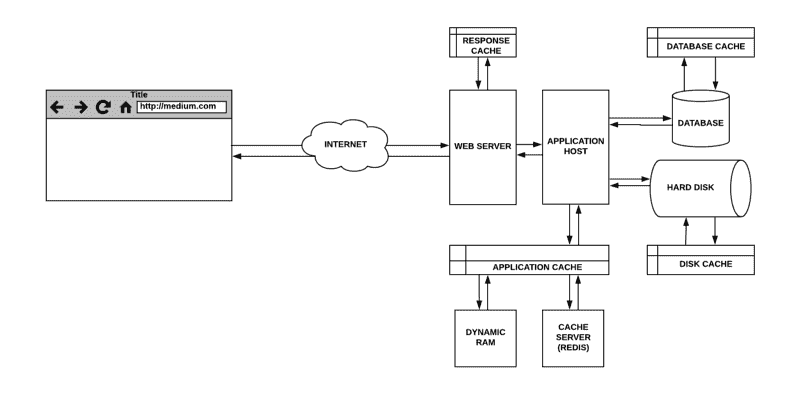 RESPONSE
CACHE
DATABASE CACHE
Title
http://medium.com
INTERNET
WEB SERVER
APPLICATION
HOST
DATABASE
HARD DISK
APPLICATION CACHE
DISK CACHE
DYNAMIC
RAM
CACHE
SERVER
(REDIS)